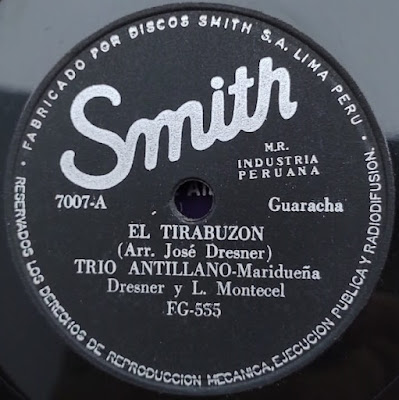 • FABRICADO POR DISCOS SMITH S.A. LIMA PERU •
Smith
M.R.
INDUSTRIA
PERUANA
7007-A
Guaracha
EL TIRABUZON
(Arr. José Dresner)
TRIO ANTILLANO-Maridueña
Dresner y L. Montecel
FG-555
RESERVADOS LOS DERECHOS DE REPRODUCCION MECANICA, EJECUCION PUBLICA Y RADIODIFUSION.